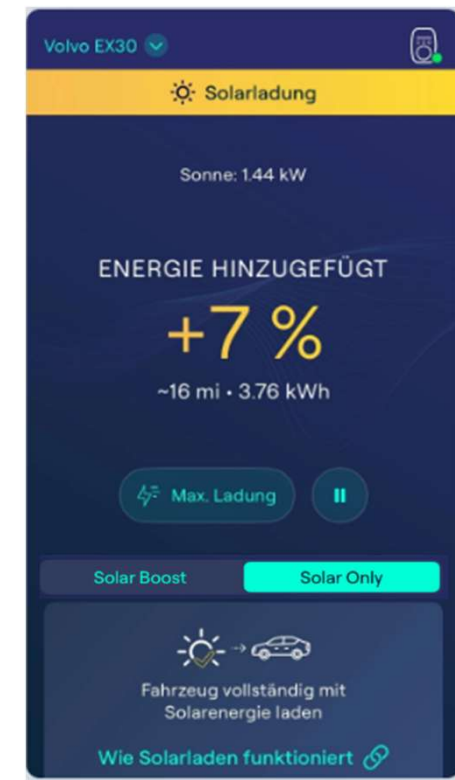 Volvo EX30
Solarladung
Sonne: 1.44 kW
ENERGIE HINZUGEFÜGT
+7 %
~16 mi • 3.76 kWh
Max. Ladung
Solar Boost
Solar Only
Fahrzeug vollständig mit
Solarenergie laden
Wie Solarladen funktioniert